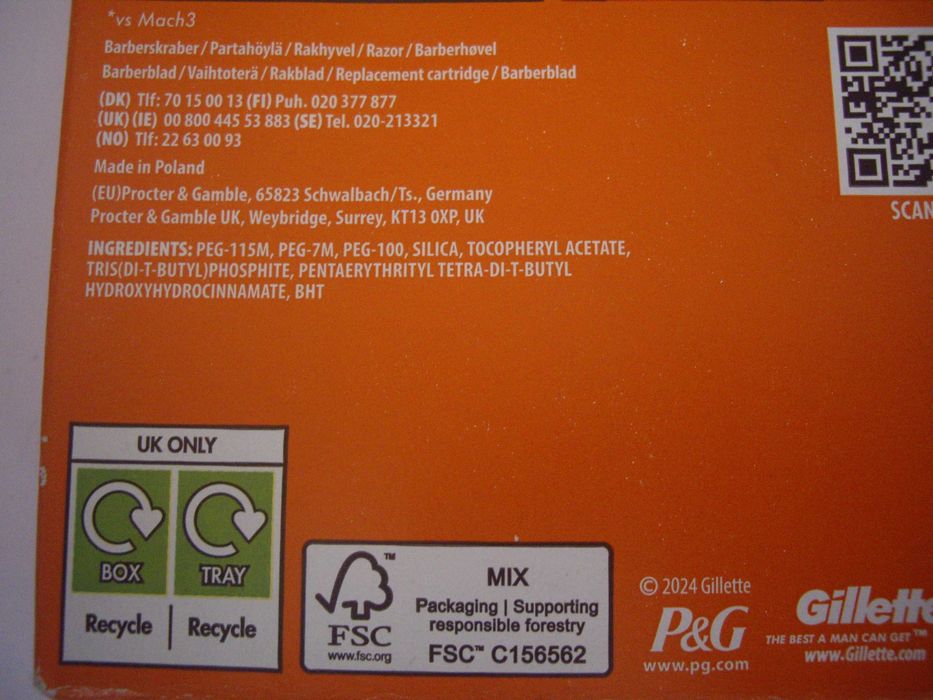 *vs Mach3
Barberskraber / Partahöylä / Rakhyvel / Razor / Barberhøvel
Barberblad / Vaihtoterä / Rakblad / Replacement cartridge / Barberblad
(DK) Tlf: 70 15 00 13 (FI) Puh. 020 377 877
(UK) (IE) 00 800 445 53 883 (SE) Tel. 020-213321
(NO) Tlf: 22 63 00 93
Made in Poland
(EU)Procter & Gamble, 65823 Schwalbach/Ts., Germany
Procter & Gamble UK, Weybridge, Surrey, KT13 0XP, UK
INGREDIENTS: PEG-115M, PEG-7M, PEG-100, SILICA, TOCOPHERYL ACETATE,
TRIS(DI-T-BUTYL)PHOSPHITE, PENTAERYTHRITYL TETRA-DI-T-BUTYL
HYDROXYHYDROCINNAMATE, BHT
SCAN
UK ONLY
BOX TRAY
Recycle | Recycle
FSC
www.fsc.org
MIX
Packaging | Supporting
responsible forestry
FSC™ C156562
© 2024 Gillette
P&G
www.pg.com
Gillette
THE BEST A MAN CAN GET™
www.Gillette.com